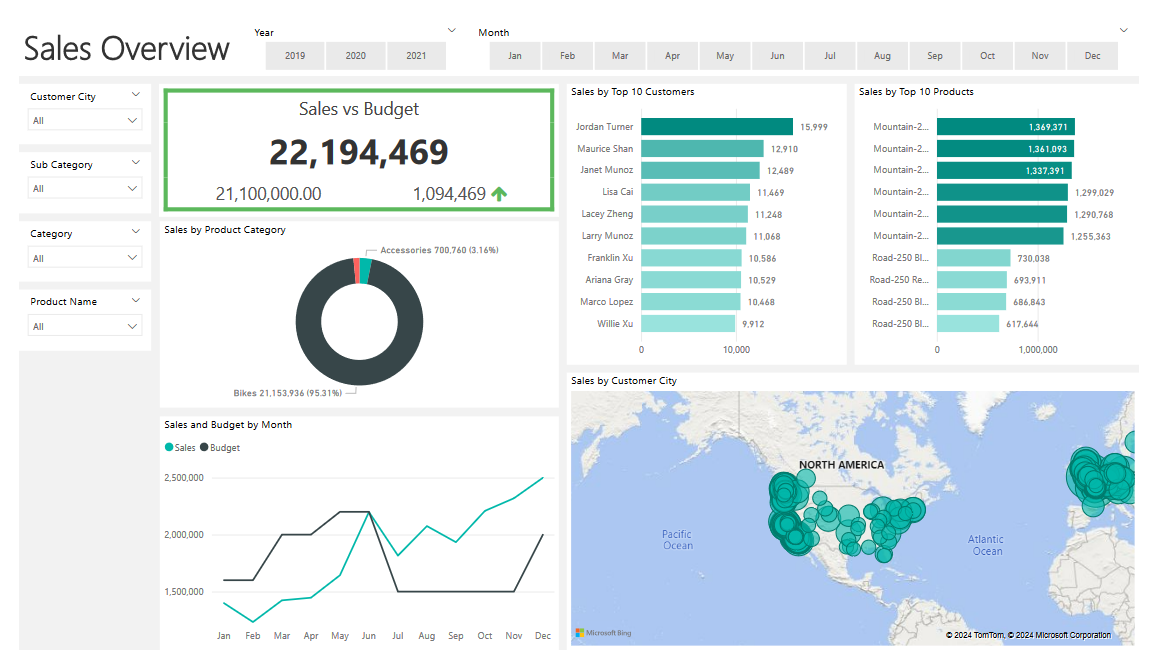 Sales Overview
Year
2019 2020 2021
Month
Jan Feb Mar Apr May Jun Jul Aug Sep Oct Nov Dec
Customer City
All
Sub Category
All
Category
All
Product Name
All
Sales vs Budget
22,194,469
21,100,000.00 1,094,469
Sales by Product Category
Accessories 700,760 (3.16%)
Bikes 21,153,936 (95.31%)
Sales and Budget by Month
Sales Budget
2,500,000
2,000,000
1,500,000
Jan Feb Mar Apr May Jun Jul Aug Sep Oct Nov Dec
Sales by Top 10 Customers
Jordan Turner 15,999
Maurice Shan 12,910
Janet Munoz 12,489
Lisa Cai 11,469
Lacey Zheng 11,248
Larry Munoz 11,068
Franklin Xu 10,586
Ariana Gray 10,529
Marco Lopez 10,468
Willie Xu 9,912
0 10,000
Sales by Top 10 Products
Mountain-2... 1,369,371
Mountain-2... 1,361,093
Mountain-2... 1,337,391
Mountain-2... 1,299,029
Mountain-2... 1,290,768
Mountain-2... 1,255,363
Road-250 Bl... 730,038
Road-250 Re... 693,911
Road-250 Bl... 686,843
Road-250 Bl... 617,644
0 1,000,000
Sales by Customer City
NORTH AMERICA
Pacific
Ocean
Atlantic
Ocean
Microsoft Bing
© 2024 TomTom, © 2024 Microsoft Corporation